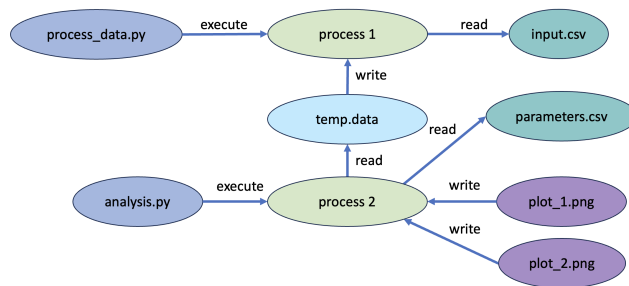 execute
read
process_data.py
process 1
input.csv
write
temp.data
parameters.csv
read
read
execute
write
analysis.py
process 2
plot_1.png
write
plot_2.png